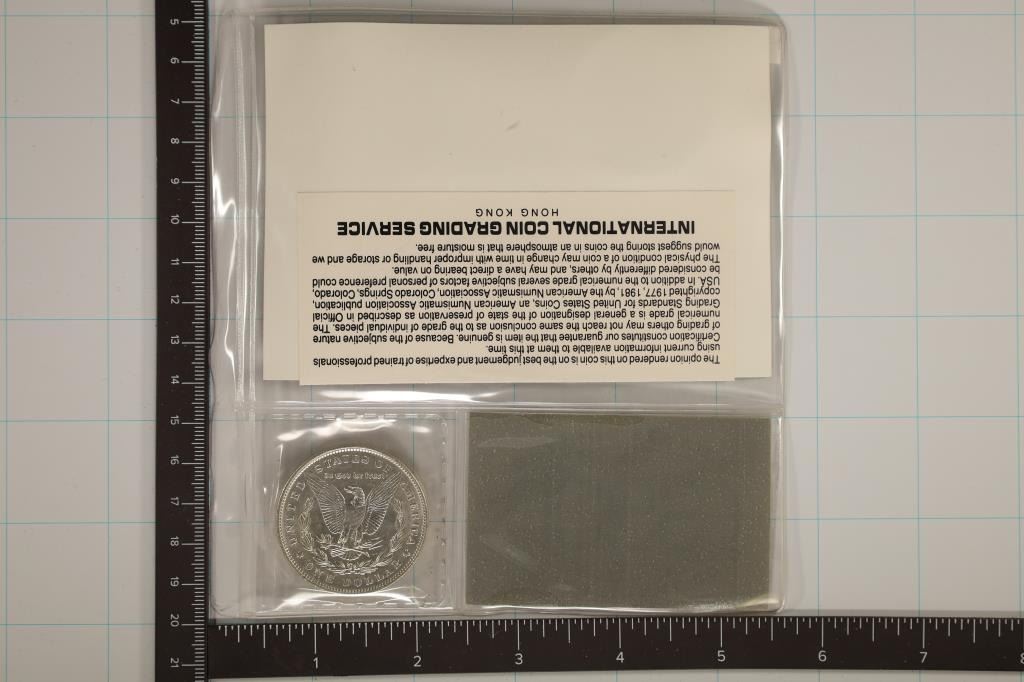 The opinion rendered on this coin is on the best judgement and expertise of trained professionals
using current information available to them at this time.
Certification constitutes our guarantee that the item is genuine. Because of the subjective nature
of grading others may not reach the same conclusion as to the grade of individual pieces. The
numerical grade is a general designation of the state of preservation as described in Official
Grading Standards for United States Coins, an American Numismatic Association publication,
copyrighted 1977, 1981, by the American Numismatic Association, Colorado Springs, Colorado,
USA. In addition to the numerical grade several subjective factors of personal preference could
be considered differently by others, and may have a direct bearing on value.
The physical condition of a coin may change in time with improper handling or storage and we
would suggest storing the coins in an atmosphere that is moisture free.
INTERNATIONAL COIN GRADING SERVICE
HONG KONG
UNITED STATES OF AMERICA
In God we trust
ONE DOLLAR
5
6
7
8
9
10
11
12
13
14
15
16
17
18
19
20
21
1 2 3 4 5 6 7 8